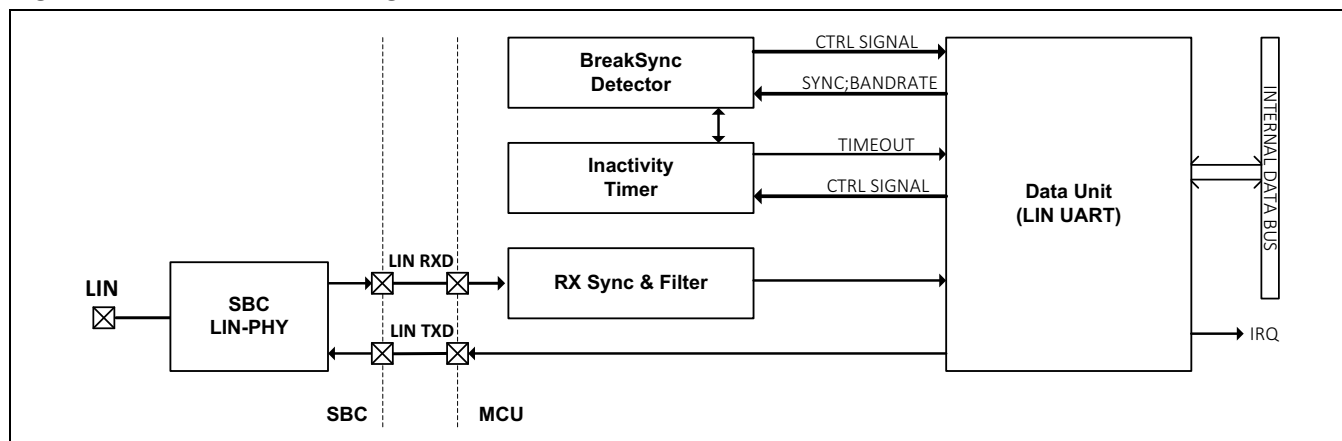 BreakSync
Detector
CTRL SIGNAL
SYNC;BANDRATE
Inactivity
Timer
TIMEOUT
CTRL SIGNAL
Data Unit
(LIN UART)
INTERNAL DATA BUS
LIN
SBC
LIN-PHY
LIN RXD
RX Sync & Filter
LIN TXD
IRQ
SBC
MCU